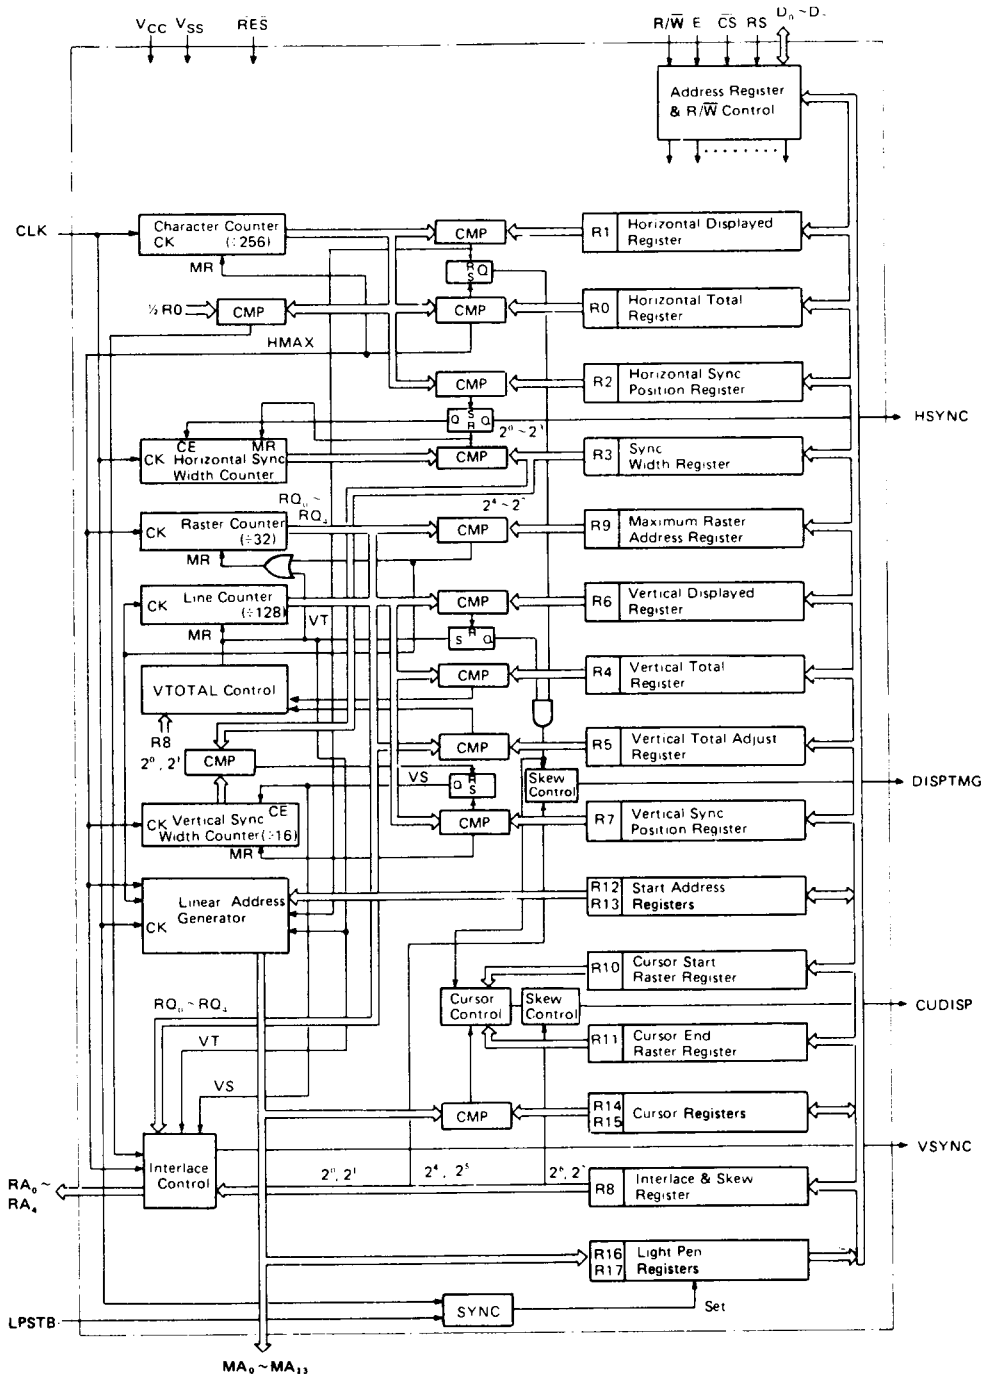 VCC VSS RES
R/W E CS RS D₀~D₇
Address Register
& R/W Control
CLK
Character Counter
CK (÷256)
MR
CMP
R1 Horizontal Displayed
Register
R
S Q
½ R0
CMP
CMP
R0 Horizontal Total
Register
HMAX
CMP
R2 Horizontal Sync
Position Register
Q S
R Q
HSYNC
CE MR
CK Horizontal Sync
Width Counter
CMP
2⁰~2³
R3 Sync
Width Register
RQ₀~
RQ₄
2⁴~2⁷
CK Raster Counter
(÷32)
MR
CMP
R9 Maximum Raster
Address Register
CK Line Counter
(÷128)
MR
VT
CMP
R6 Vertical Displayed
Register
S R Q
VTOTAL Control
CMP
R4 Vertical Total
Register
R8
2⁰, 2¹
CMP
CMP
R5 Vertical Total Adjust
Register
VS
Q R
S
Skew
Control
DISPTMG
CK Vertical Sync CE
Width Counter (÷16)
MR
CMP
R7 Vertical Sync
Position Register
Linear Address
Generator
CK
R12
R13
Start Address
Registers
R10 Cursor Start
Raster Register
Cursor
Control
Skew
Control
CUDISP
RQ₀~RQ₄
VT
R11 Cursor End
Raster Register
VS
CMP
R14
R15
Cursor Registers
VSYNC
Interlace
Control
RA₀~
RA₄
2⁰, 2¹
2⁴, 2⁵
2⁶, 2⁷
R8 Interlace & Skew
Register
R16
R17
Light Pen
Registers
LPSTB
SYNC
Set
MA₀~MA₁₃